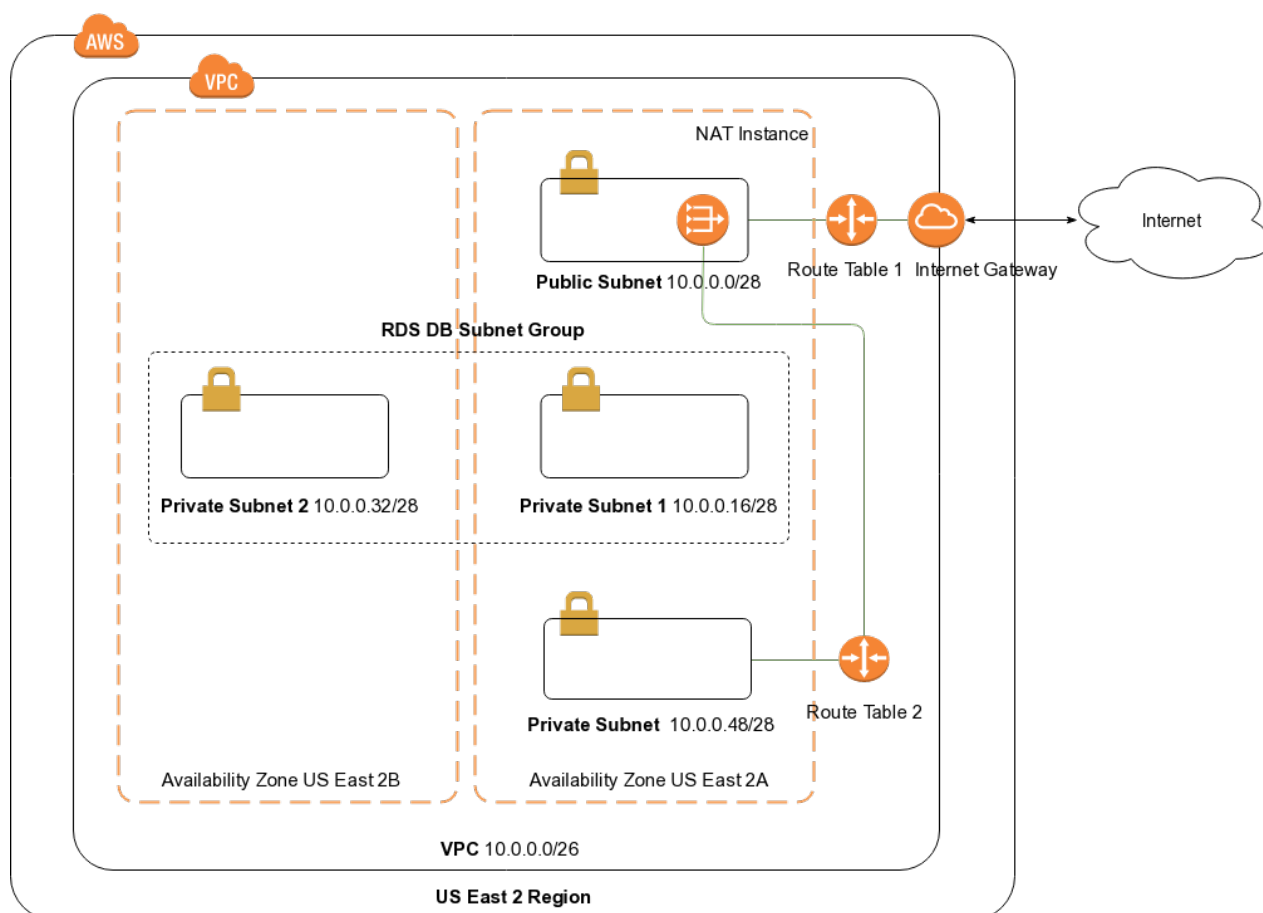 AWS
VPC
NAT Instance
Internet
Route Table 1
Internet Gateway
Public Subnet 10.0.0.0/28
RDS DB Subnet Group
Private Subnet 2 10.0.0.32/28
Private Subnet 1 10.0.0.16/28
Private Subnet 10.0.0.48/28
Route Table 2
Availability Zone US East 2B
Availability Zone US East 2A
VPC 10.0.0.0/26
US East 2 Region